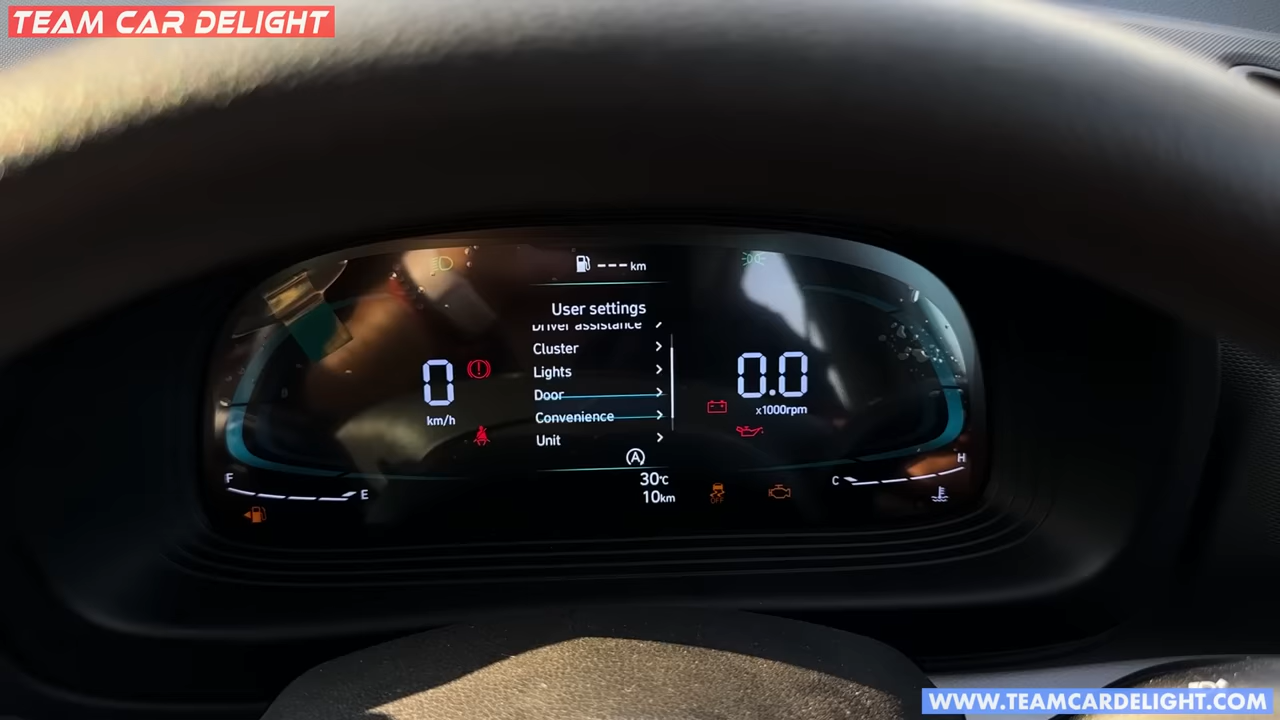 TEAM CAR DELIGHT
--- km
User settings
Driver assistance
Cluster
Lights
Door
Convenience
Unit
0
km/h
0.0
x1000rpm
A
30°C
10km
F
E
OFF
C
H
WWW.TEAMCARDELIGHT.COM